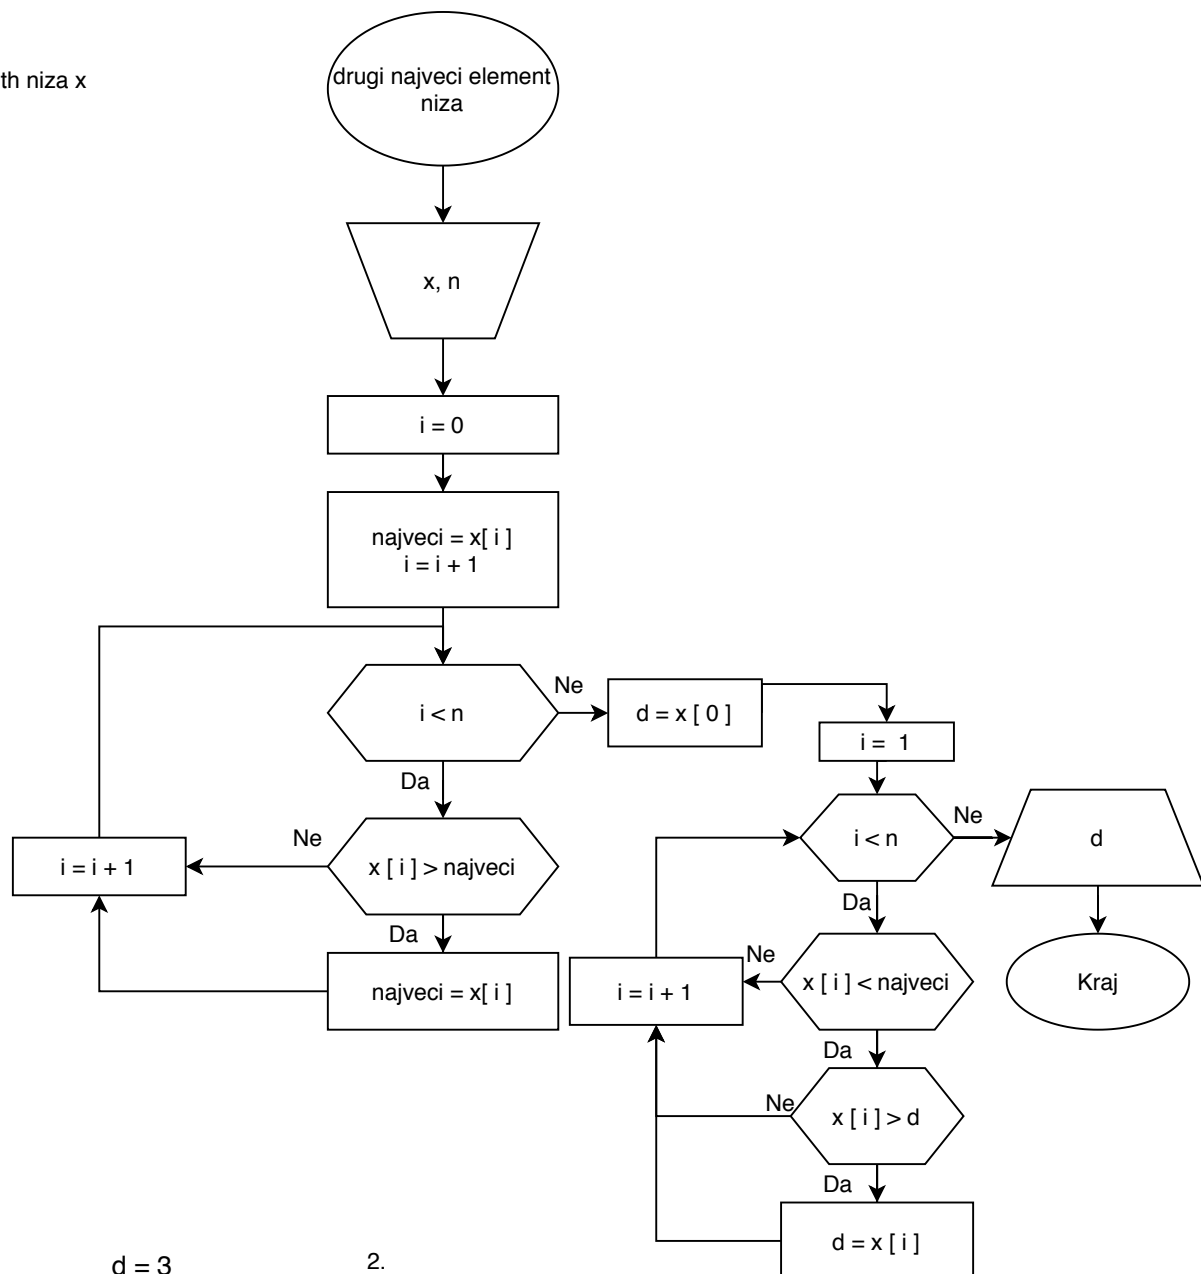 th niza x
drugi najveci element
niza
x, n
i = 0
najveci = x[ i ]
i = i + 1
i < n
Ne
d = x [ 0 ]
i = 1
Da
i < n
Ne
d
Ne
x [ i ] > najveci
i = i + 1
Da
najveci = x[ i ]
Da
Ne
x [ i ] < najveci
i = i + 1
Kraj
Da
Ne
x [ i ] > d
Da
d = x [ i ]
d = 3
2.